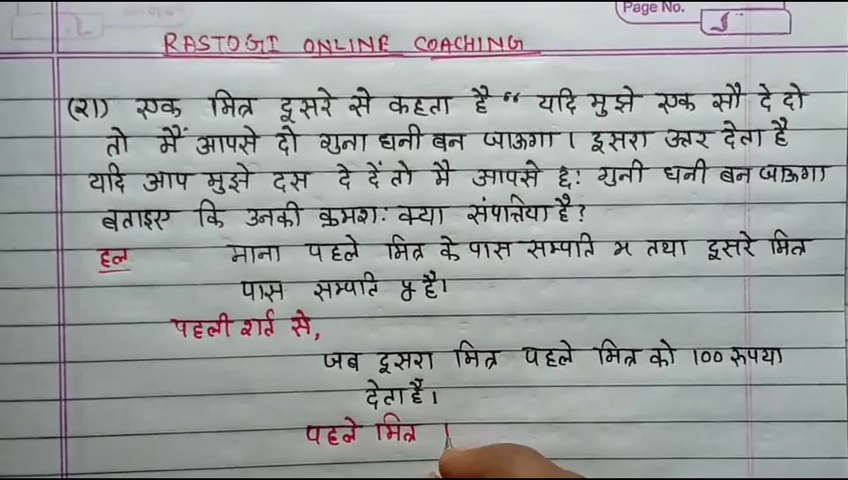 Page No.
RASTOGI ONLINE COACHING
(21) एक मित्र दूसरे से कहता है " यदि मुझे एक सौ दे दो
तो मैं आपसे दो गुना धनी बन जाऊगा । दूसरा उत्तर देता है
यदि आप मुझे दस दे दें तो मै आपसे छः गुनी धनी बन जाऊगा
बताइए कि उनकी क्रमशः क्या संपत्तिया है ?
हल माना पहले मित्र के पास सम्पति x तथा दूसरे मित्र
पास सम्पति y है।
पहली शर्त से,
जब दूसरा मित्र पहले मित्र को 100 रुपया
देता है।
पहले मित्र